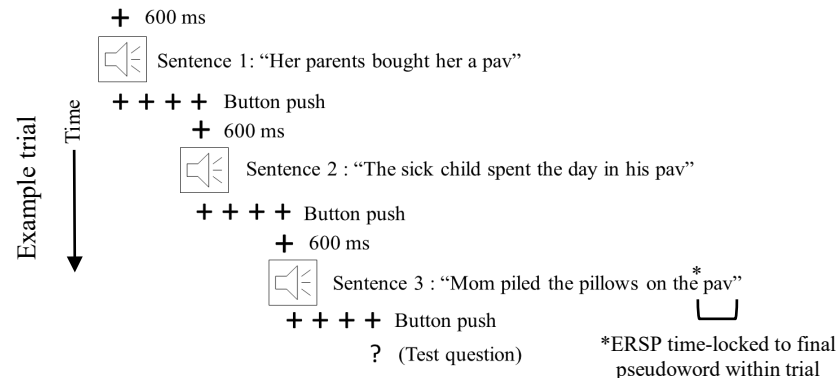 + 600 ms
Sentence 1: “Her parents bought her a pav”
+ + + + Button push
+ 600 ms
Sentence 2 : “The sick child spent the day in his pav”
+ + + + Button push
+ 600 ms
Sentence 3 : “Mom piled the pillows on the* pav”
+ + + + Button push
? (Test question)
*ERSP time-locked to final
pseudoword within trial
Example trial
Time